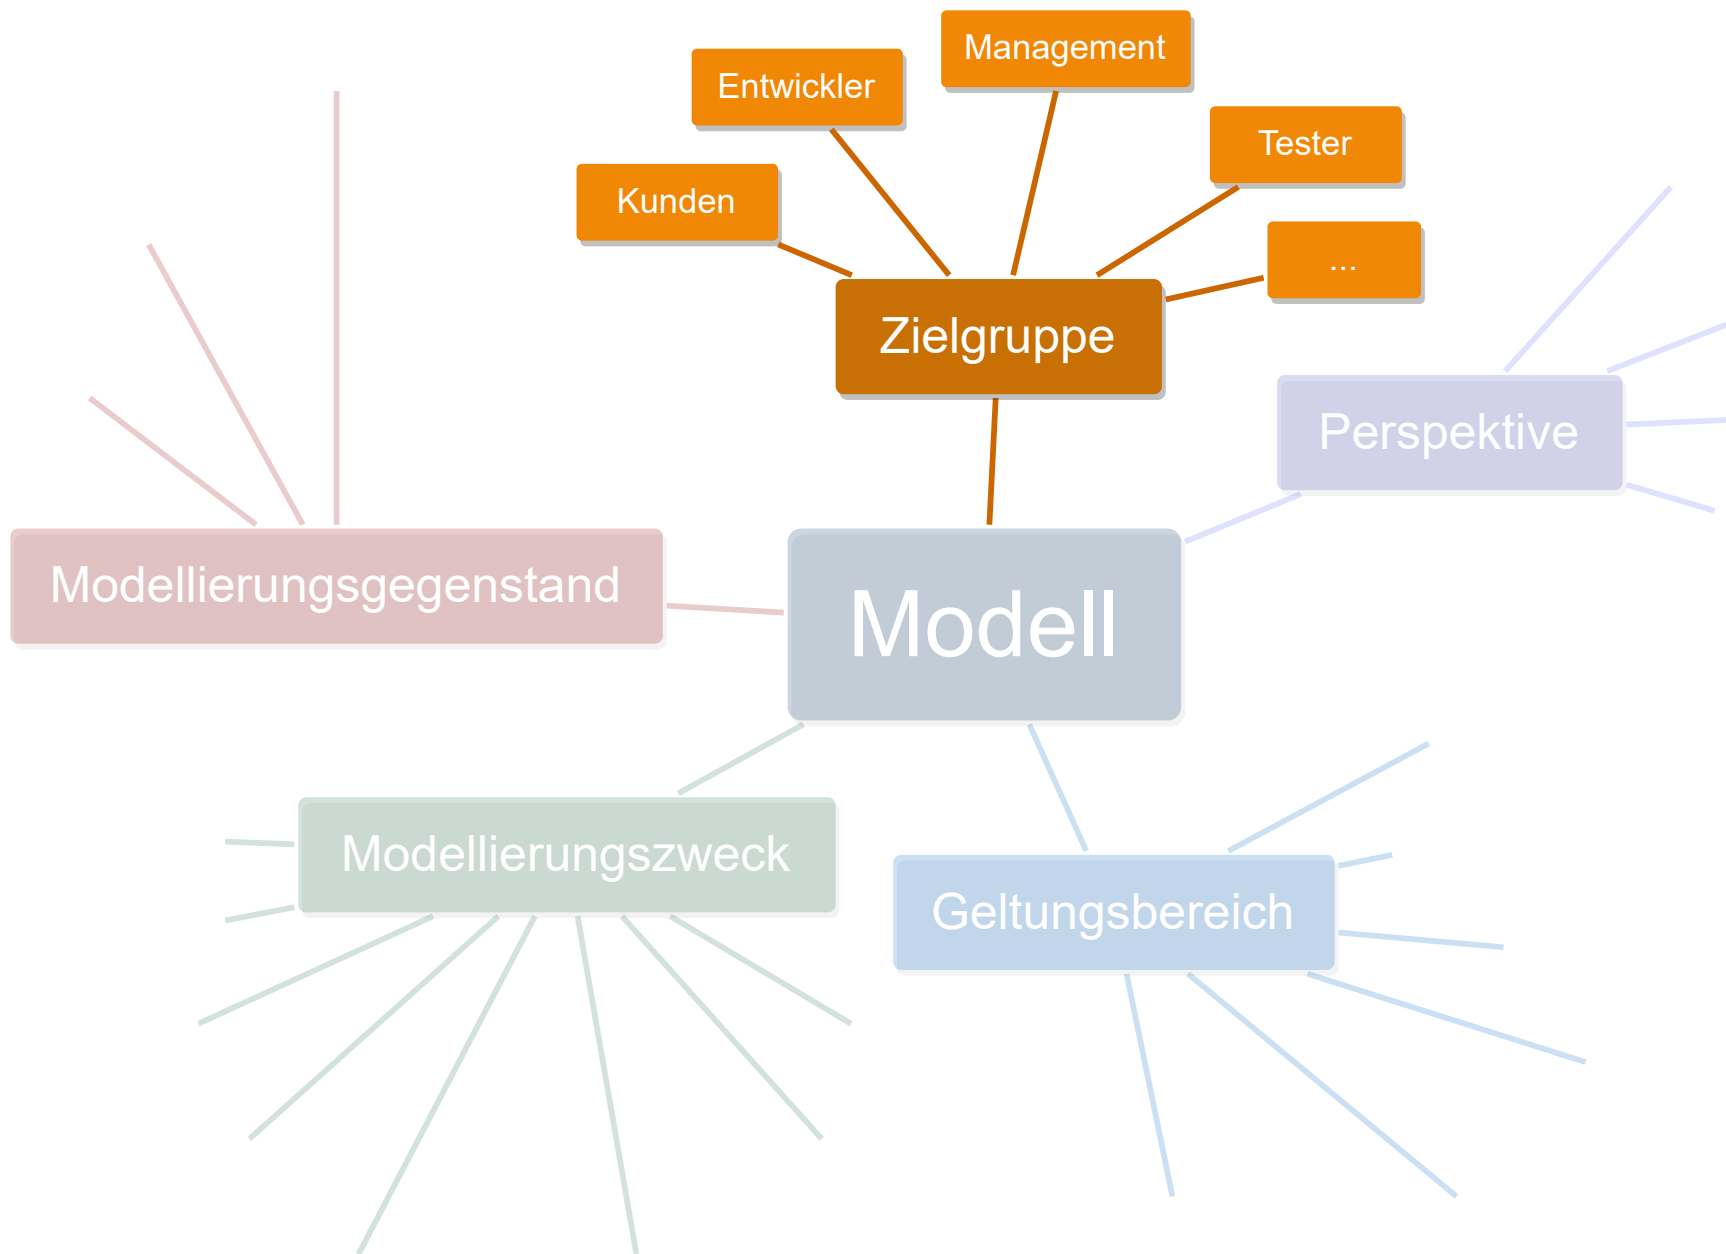 Management
Entwickler
Tester
Kunden
...
Zielgruppe
Perspektive
Modellierungsgegenstand
Modell
Modellierungszweck
Geltungsbereich